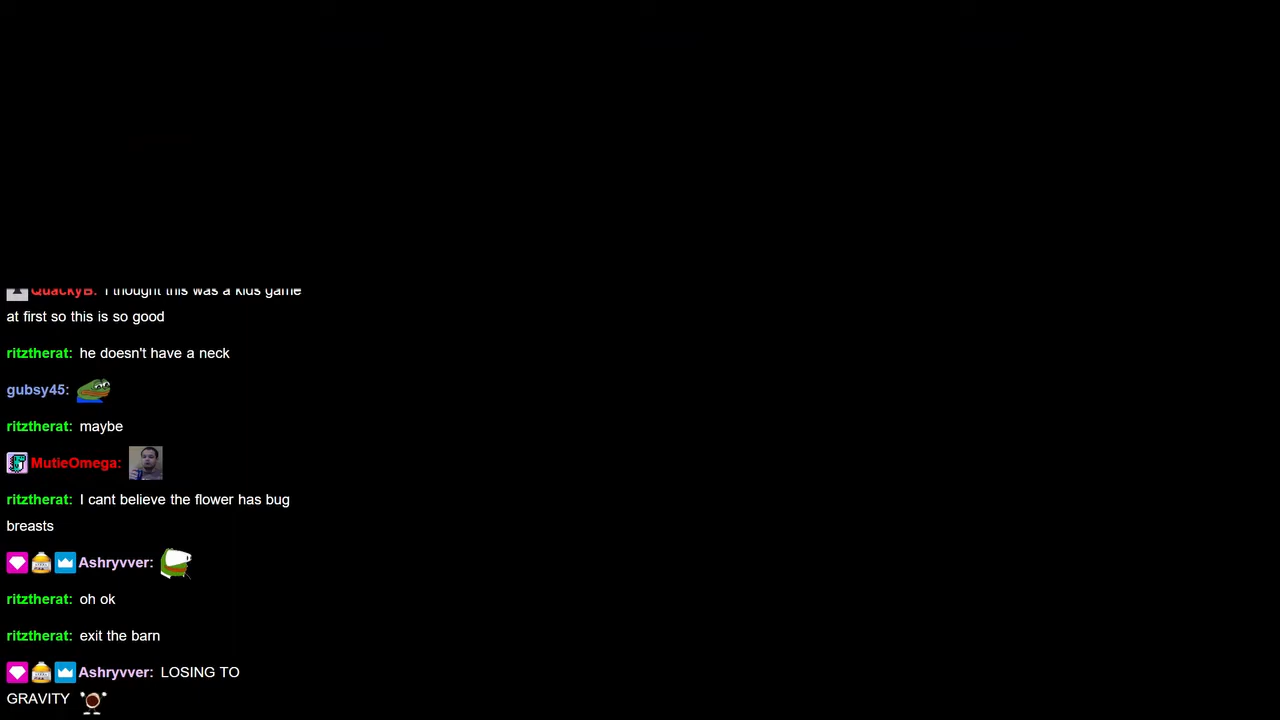 QuackyB: I thought this was a kids game
at first so this is so good
ritztherat: he doesn't have a neck
gubsy45:
ritztherat: maybe
MutieOmega:
ritztherat: I cant believe the flower has bug
breasts
Ashryvver:
ritztherat: oh ok
ritztherat: exit the barn
Ashryvver: LOSING TO
GRAVITY